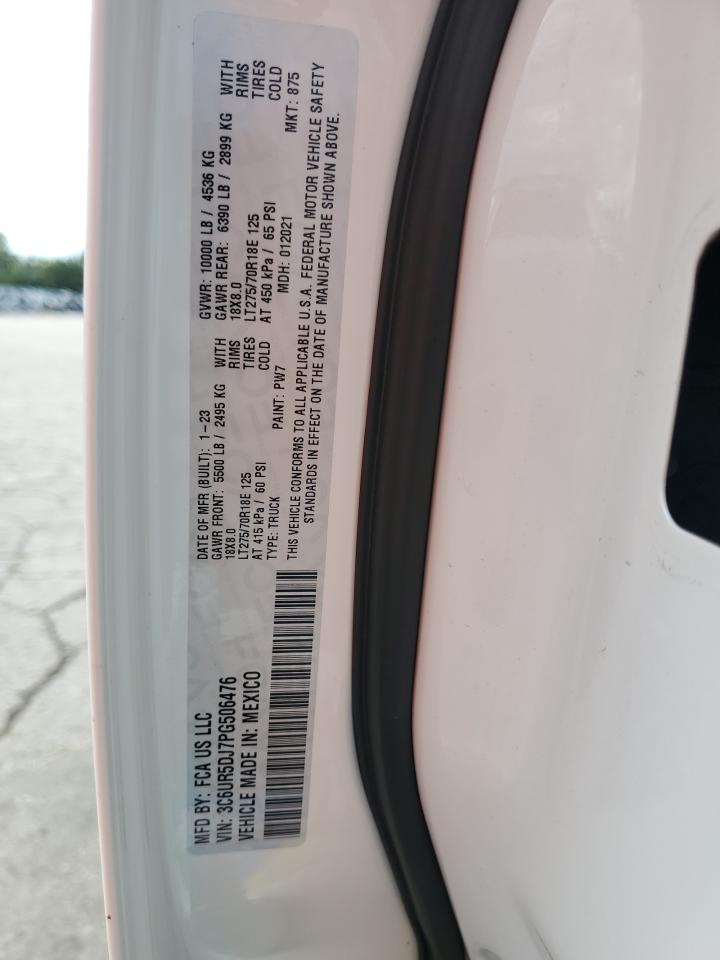 MFD BY: FCA US LLC
VIN: 3C6UR5DJ7PG506476
VEHICLE MADE IN: MEXICO
DATE OF MFR (BUILT): 1-23
GVWR: 10000 LB / 4536 KG
GAWR FRONT: 5500 LB / 2495 KG WITH
GAWR REAR: 6390 LB / 2899 KG WITH
18X8.0 RIMS
18X8.0 RIMS
LT275/70R18E 125 TIRES
LT275/70R18E 125 TIRES
AT 415 kPa / 60 PSI COLD
AT 450 kPa / 65 PSI COLD
TYPE: TRUCK PAINT: PW7 MDH: 012021 MKT: 875
THIS VEHICLE CONFORMS TO ALL APPLICABLE U.S.A. FEDERAL MOTOR VEHICLE SAFETY
STANDARDS IN EFFECT ON THE DATE OF MANUFACTURE SHOWN ABOVE.